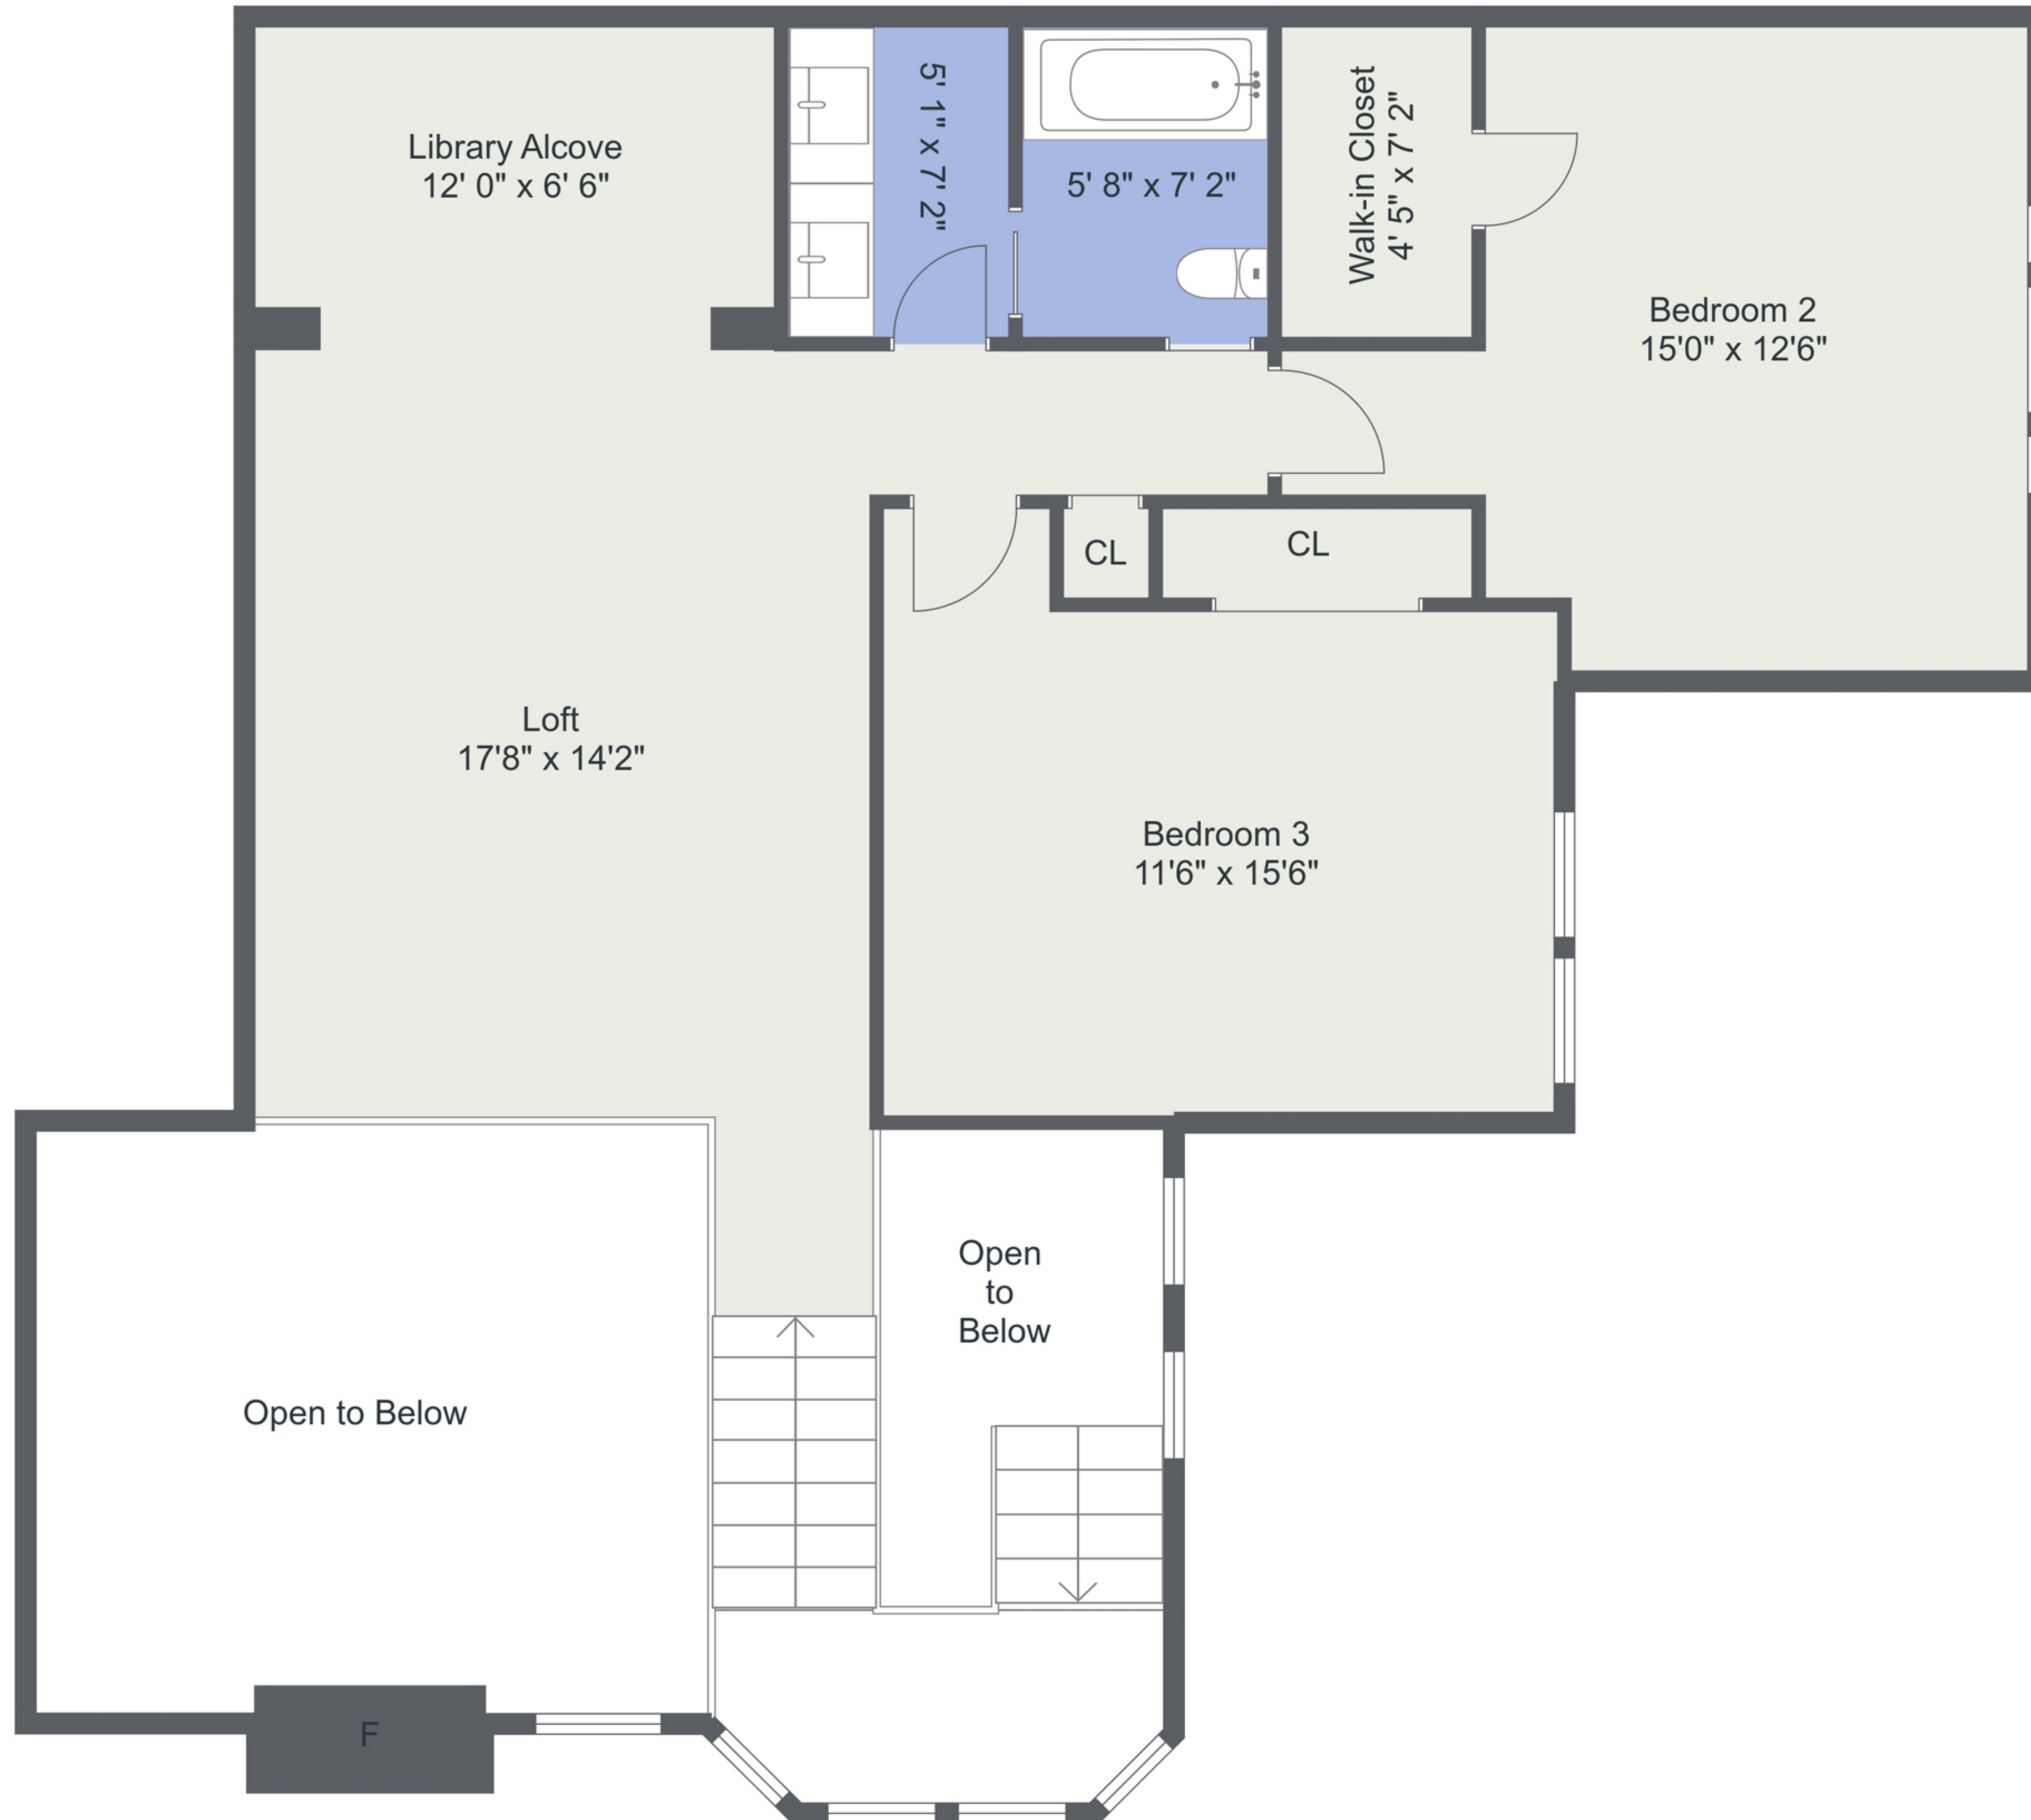 Library Alcove
12' 0" x 6' 6"
5' 1" x 7' 2"
5' 8" x 7' 2"
Walk-in Closet
4' 5" x 7' 2"
Bedroom 2
15'0" x 12'6"
CL
CL
Loft
17'8" x 14'2"
Bedroom 3
11'6" x 15'6"
Open
to
Below
Open to Below
F